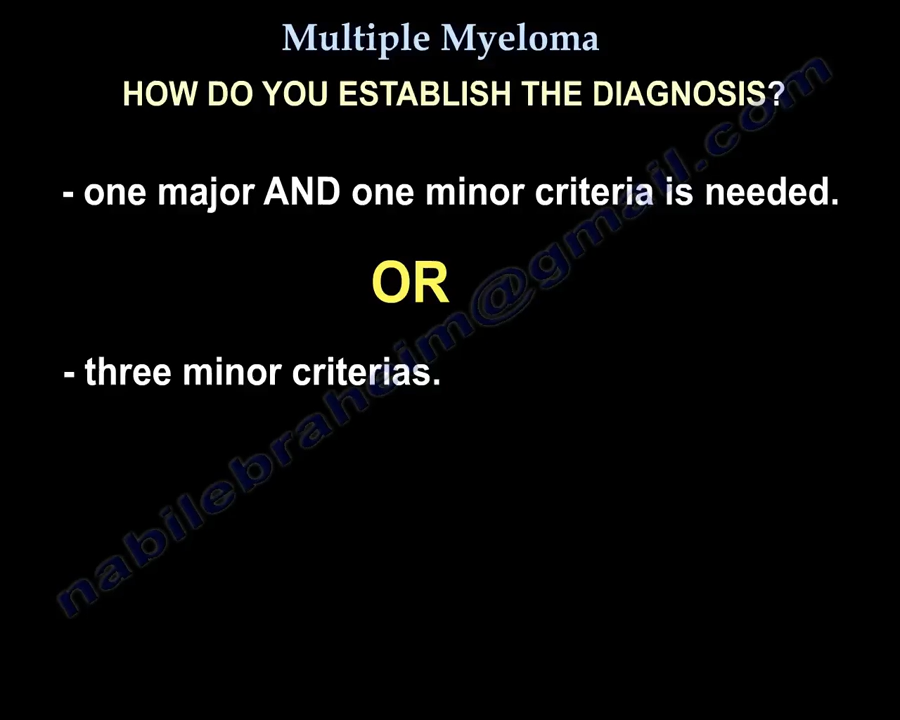 Multiple Myeloma
HOW DO YOU ESTABLISH THE DIAGNOSIS?
- one major AND one minor criteria is needed.
OR
- three minor criterias.
nabilebraheim@gmail.com